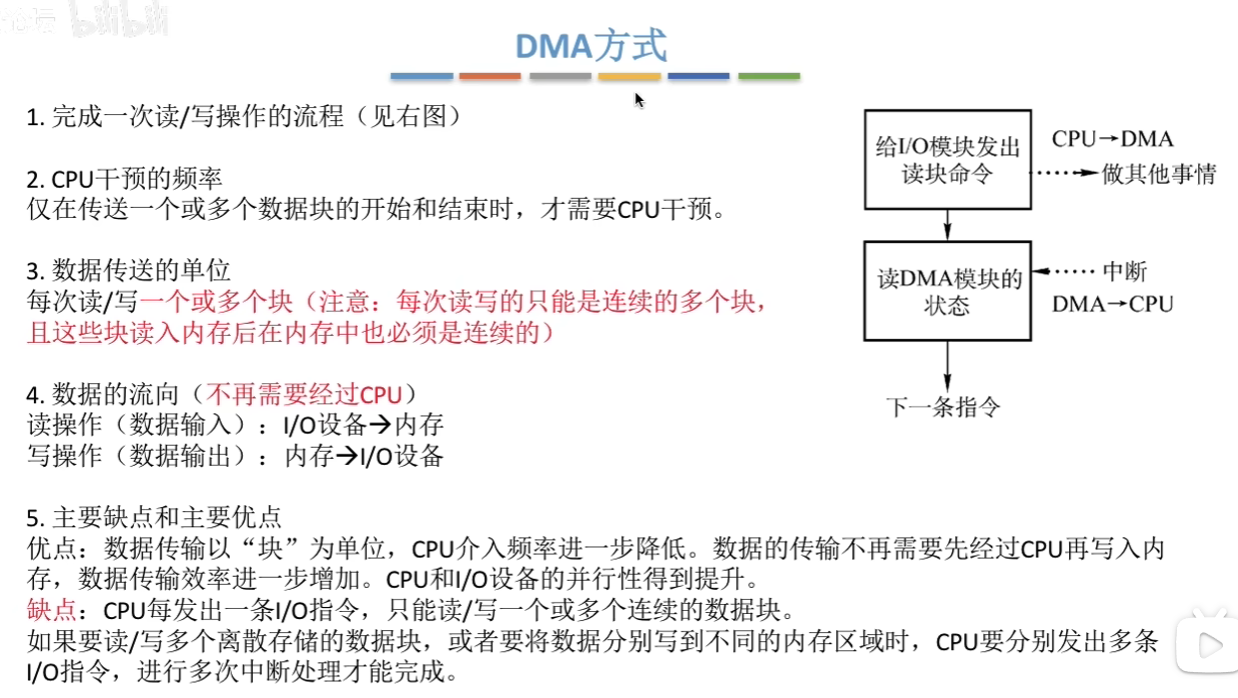 bilibili
DMA方式
1. 完成一次读/写操作的流程（见右图）
2. CPU干预的频率
仅在传送一个或多个数据块的开始和结束时，才需要CPU干预。
3. 数据传送的单位
每次读/写一个或多个块（注意：每次读写的只能是连续的多个块，
且这些块读入内存后在内存中也必须是连续的）
4. 数据的流向（不再需要经过CPU）
读操作（数据输入）：I/O设备→内存
写操作（数据输出）：内存→I/O设备
5. 主要缺点和主要优点
优点：数据传输以“块”为单位，CPU介入频率进一步降低。数据的传输不再需要先经过CPU再写入内
存，数据传输效率进一步增加。CPU和I/O设备的并行性得到提升。
缺点：CPU每发出一条I/O指令，只能读/写一个或多个连续的数据块。
如果要读/写多个离散存储的数据块，或者要将数据分别写到不同的内存区域时，CPU要分别发出多条
I/O指令，进行多次中断处理才能完成。
给I/O模块发出
读块命令
CPU→DMA
做其他事情
读DMA模块的
状态
中断
DMA→CPU
下一条指令